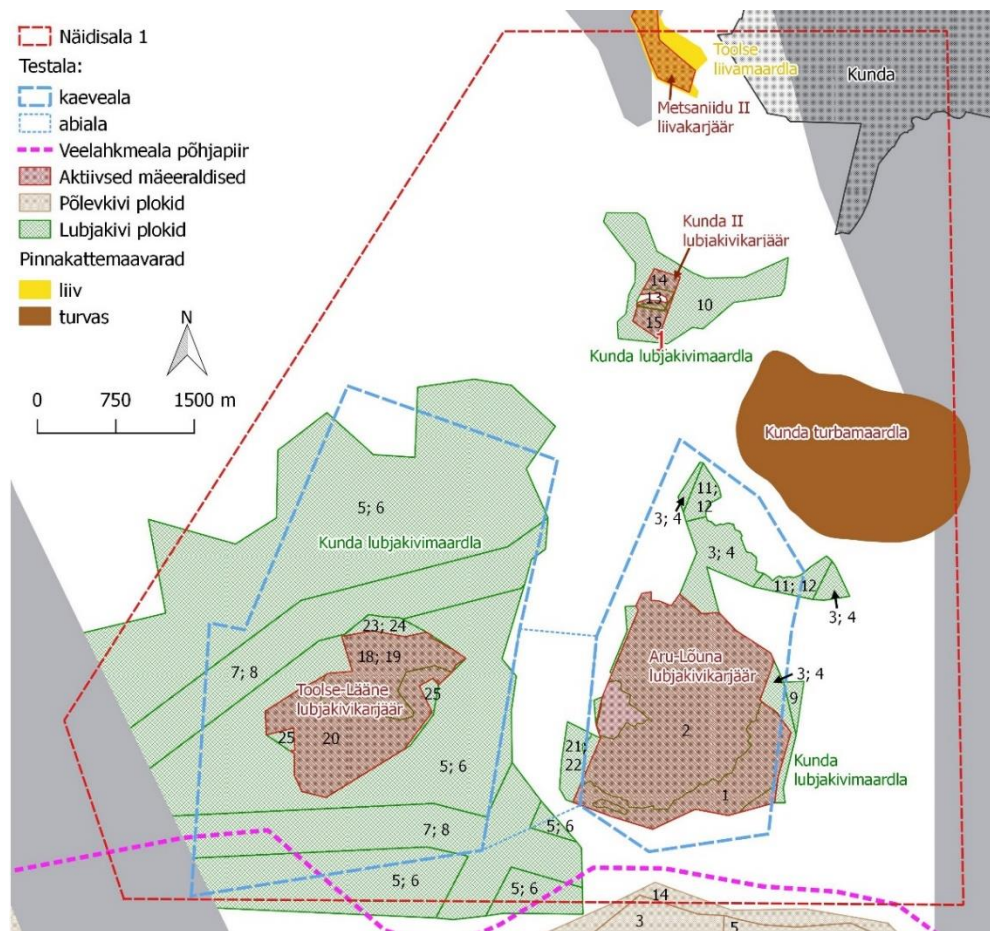 Näidisala 1
Testala:
kaeveala
abiala
Veelahkmeala põhjapiir
Aktiivsed mäeeraldised
Põlevkivi plokid
Lubjakivi plokid
Pinnakattemaavarad
liiv
turvas
N
0 750 1500 m
Toolse
liivamaardla
Kunda
Metsaniidu II
liivakarjäär
Kunda II
lubjakivikarjäär
14
13
10
15
1
Kunda lubjakivimaardla
Kunda turbamaardla
5; 6
Kunda lubjakivimaardla
11;
12
3; 4
3; 4
11; 12
3; 4
23; 24
18; 19
7; 8
Toolse-Lääne
lubjakivikarjäär
25
25
20
5; 6
Aru-Lõuna
lubjakivikarjäär
3; 4
9
2
21;
22
Kunda
lubjakivimaardla
1
7; 8
5; 6
5; 6
5; 6
14
3
5